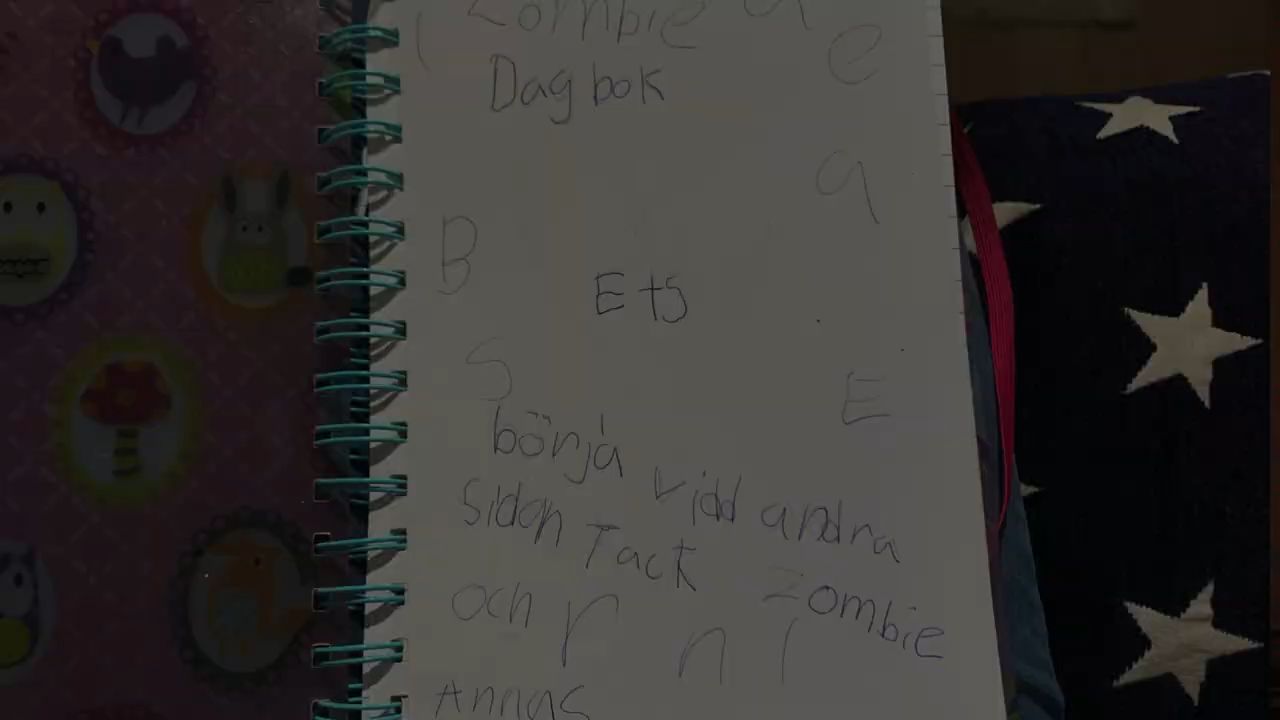 Zombie a
e
Dagbok
a
B
Ets
S
E
börja vidd andra
Sidan Tack
och r n i zombie
Annas